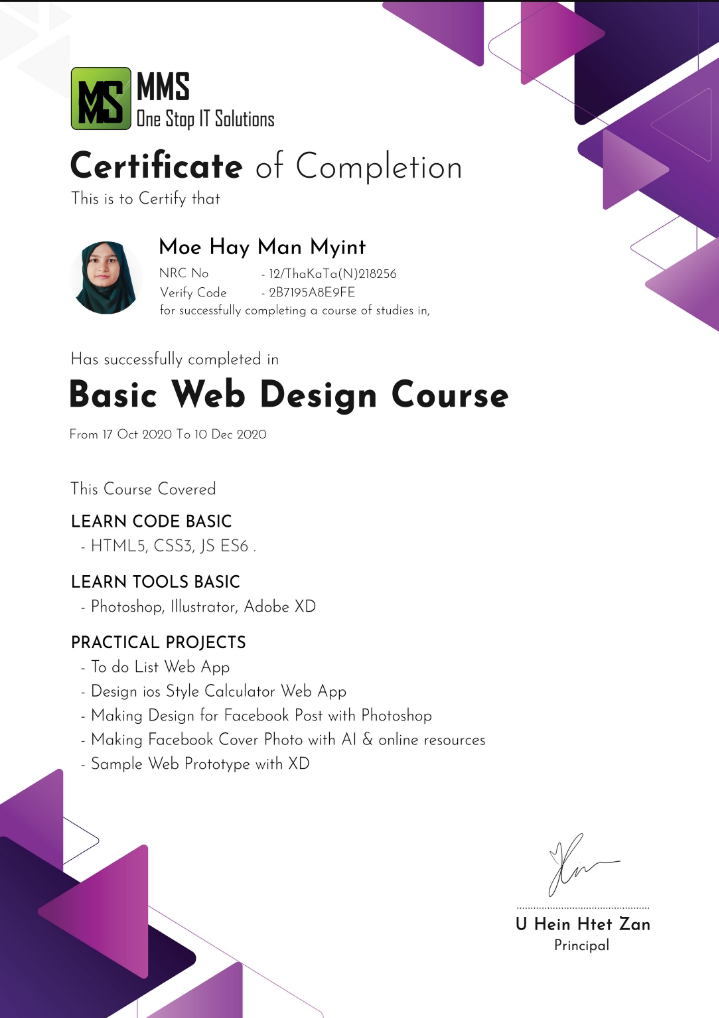 MMS
MMS
One Stop IT Solutions
Certificate of Completion
This is to Certify that
Moe Hay Man Myint
NRC No - 12/ThaKaTa(N)218256
Verify Code - 2B7195A8E9FE
for successfully completing a course of studies in,
Has successfully completed in
Basic Web Design Course
From 17 Oct 2020 To 10 Dec 2020
This Course Covered
LEARN CODE BASIC
- HTML5, CSS3, JS ES6 .
LEARN TOOLS BASIC
- Photoshop, Illustrator, Adobe XD
PRACTICAL PROJECTS
- To do List Web App
- Design ios Style Calculator Web App
- Making Design for Facebook Post with Photoshop
- Making Facebook Cover Photo with AI & online resources
- Sample Web Prototype with XD
U Hein Htet Zan
Principal